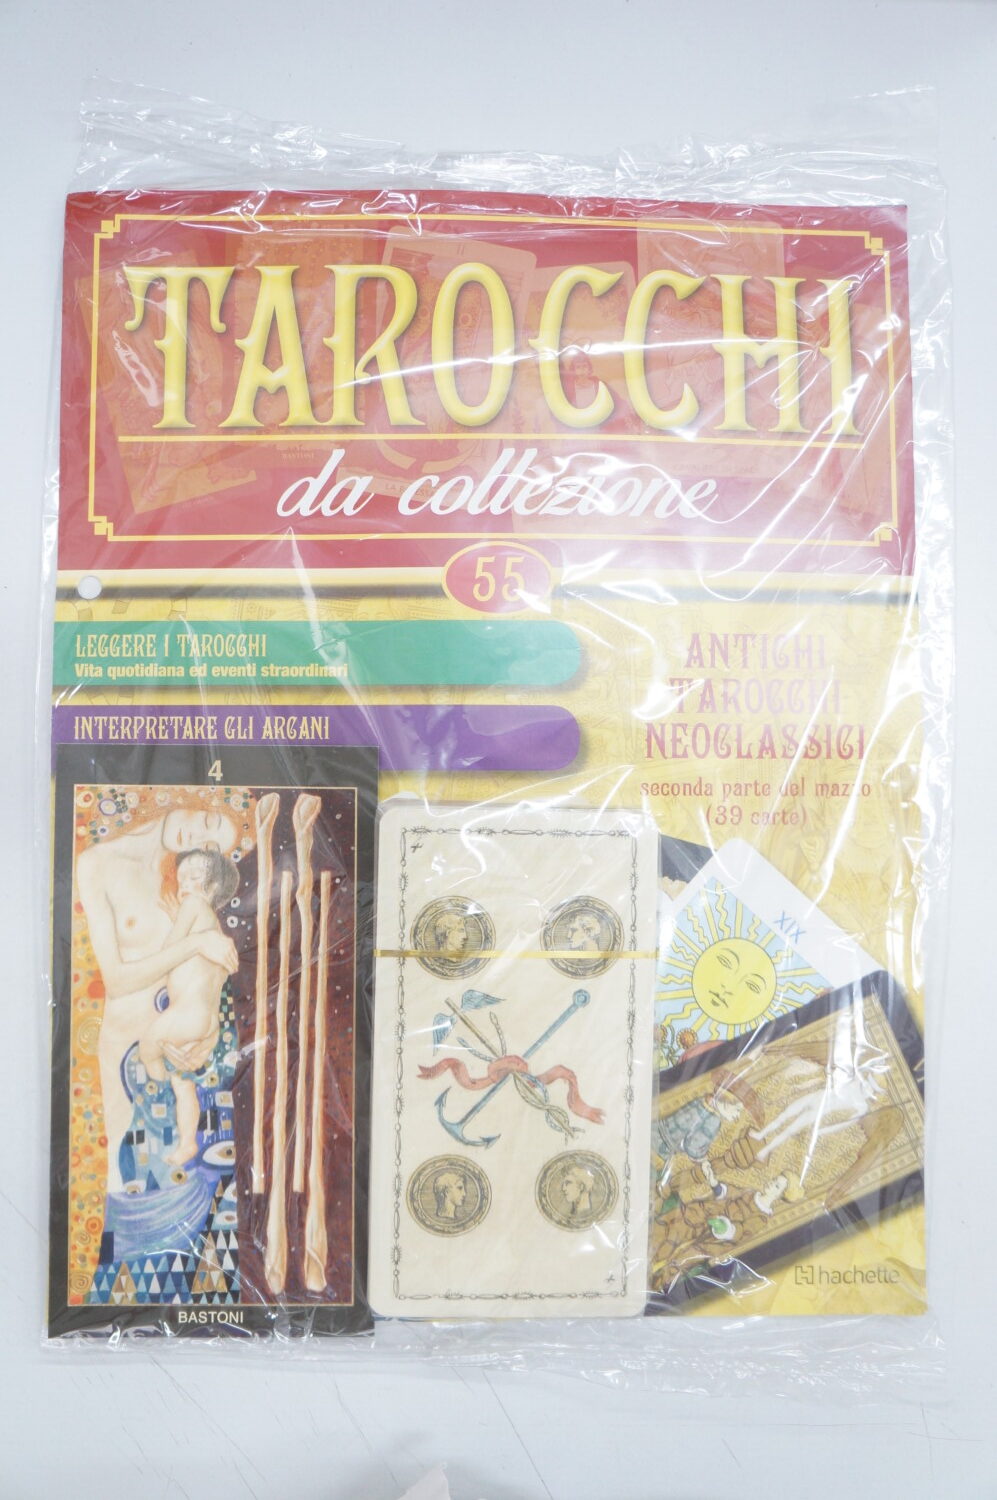 TAROCCHI
da collezione
55
LEGGERE I TAROCCHI
Vita quotidiana ed eventi straordinari
INTERPRETARE GLI ARCANI
ANTICHI
TAROCCHI
NEOCLASSICI
seconda parte del mazzo
(39 carte)
4
BASTONI
XIX
hachette